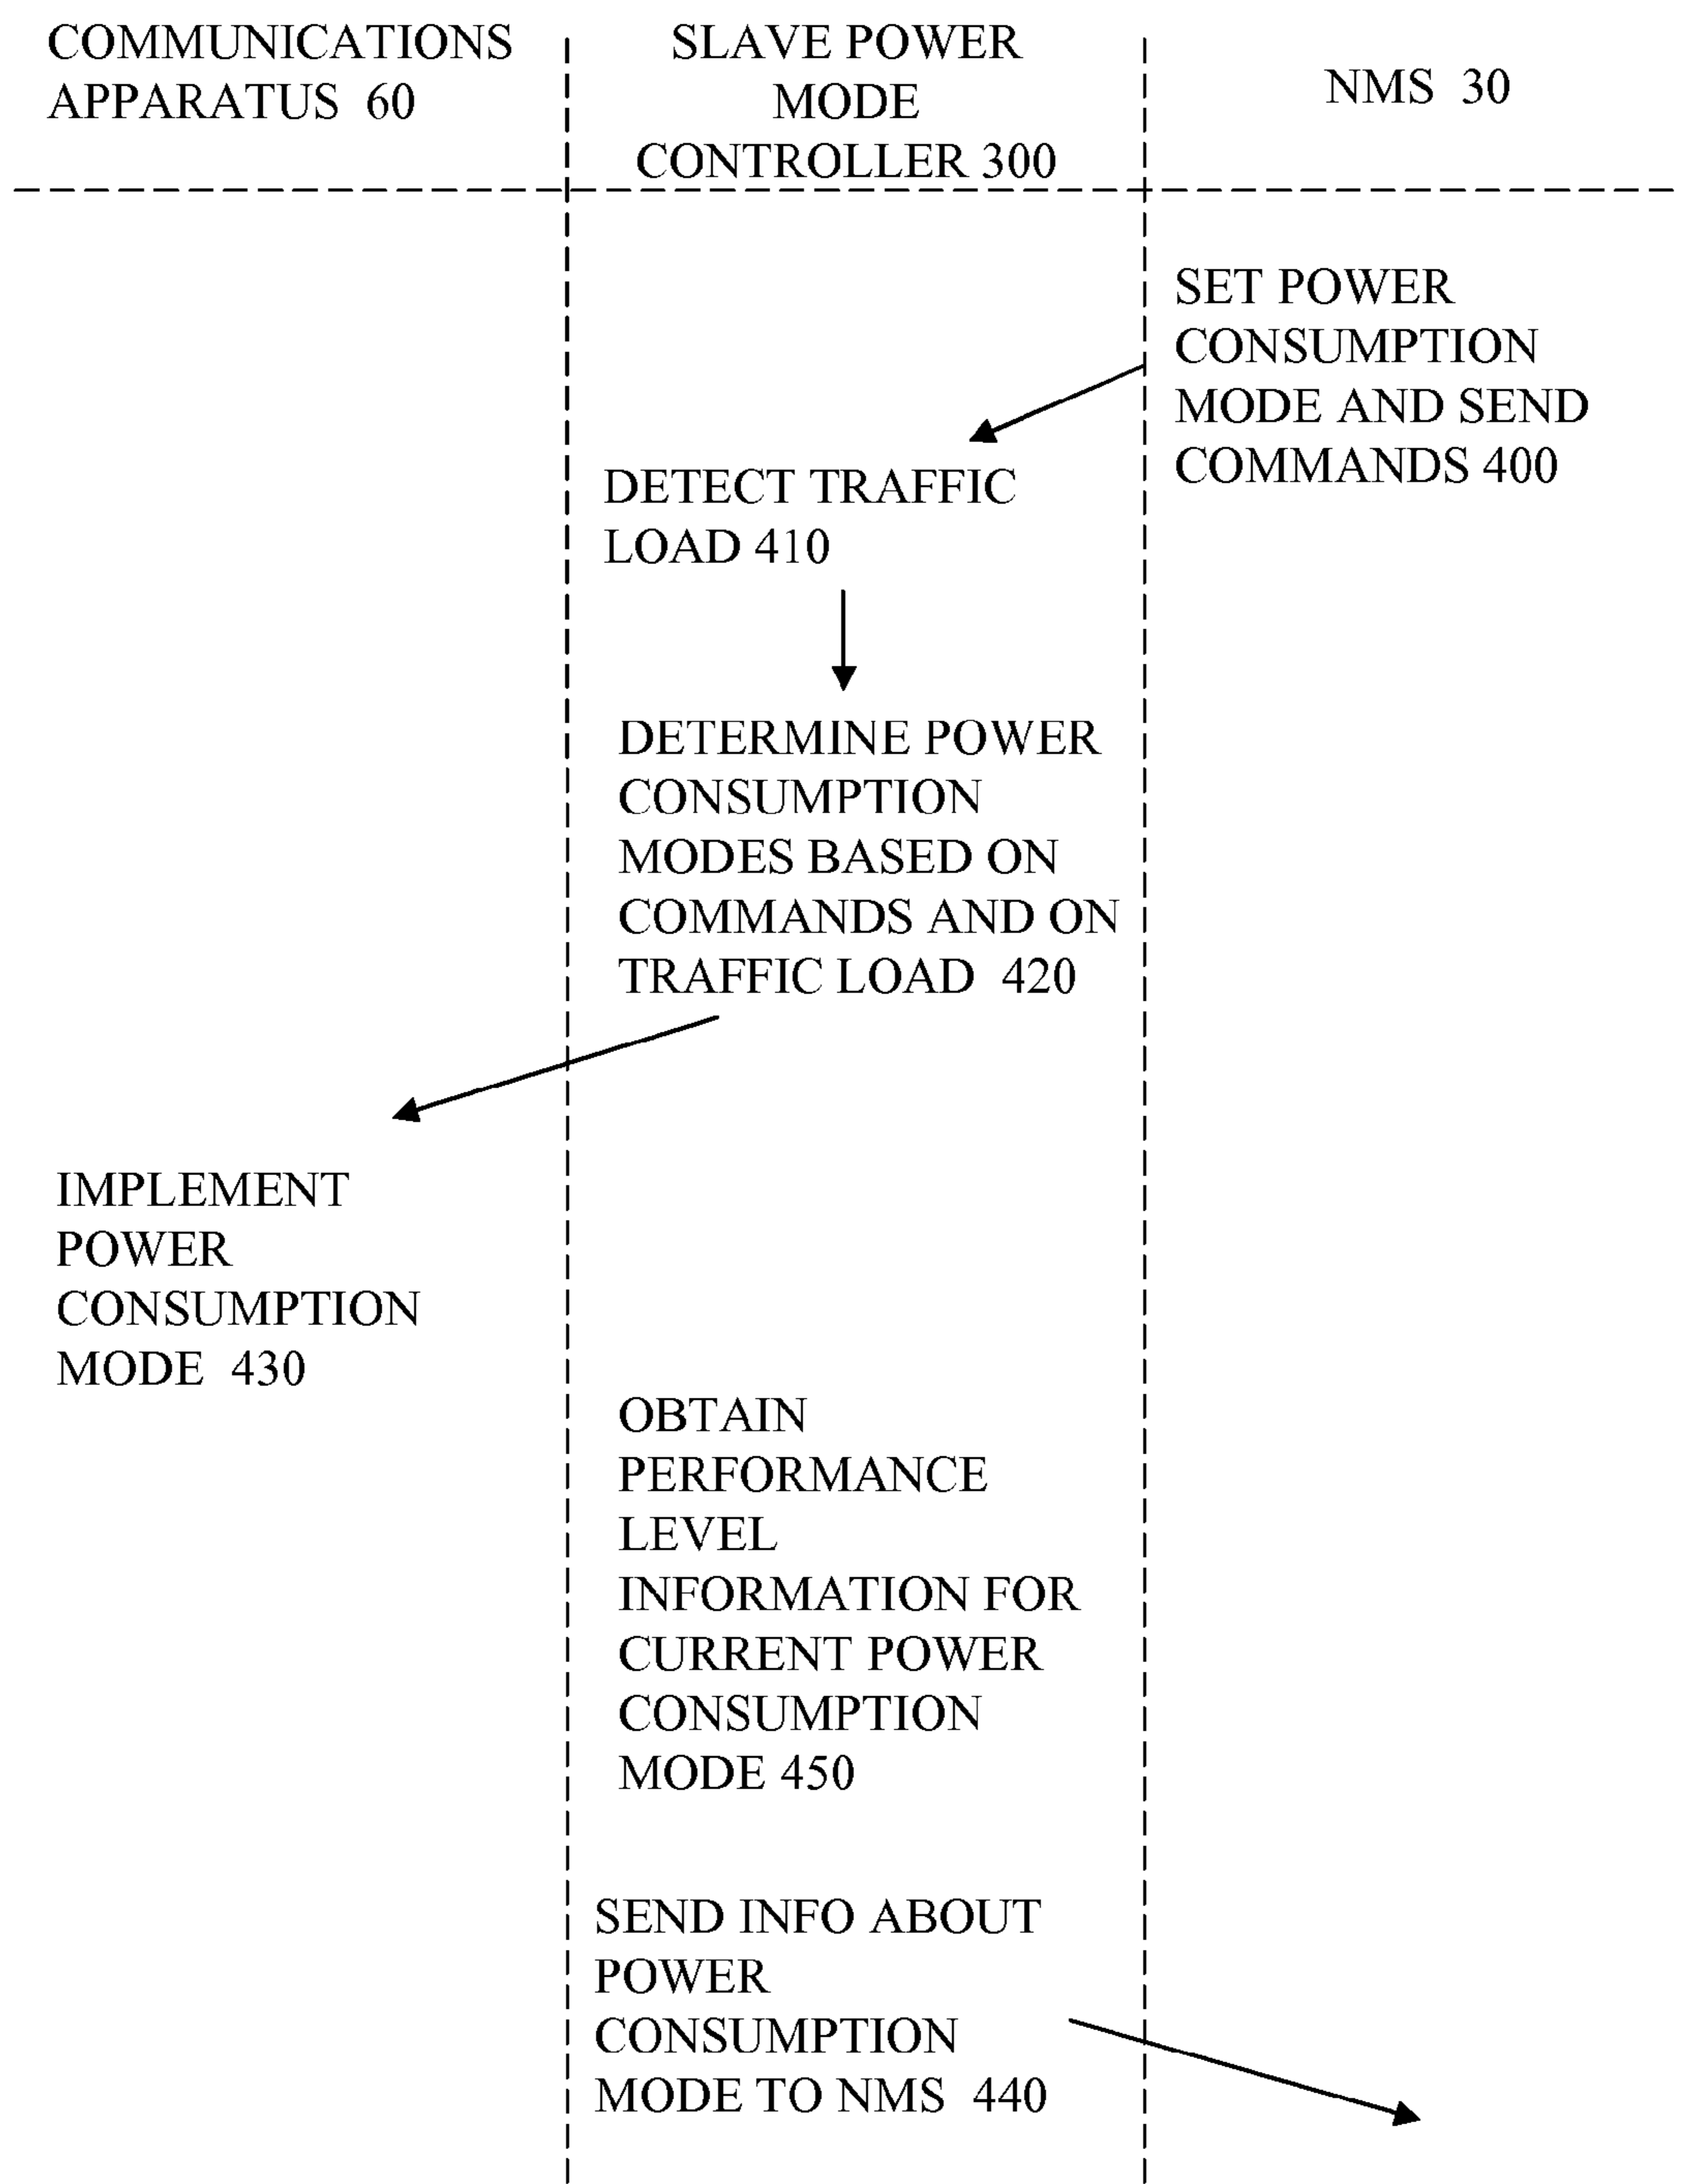 COMMUNICATIONS
APPARATUS 60
SLAVE POWER
MODE
CONTROLLER 300
NMS 30
SET POWER
CONSUMPTION
MODE AND SEND
COMMANDS 400
DETECT TRAFFIC
LOAD 410
DETERMINE POWER
CONSUMPTION
MODES BASED ON
COMMANDS AND ON
TRAFFIC LOAD 420
IMPLEMENT
POWER
CONSUMPTION
MODE 430
OBTAIN
PERFORMANCE
LEVEL
INFORMATION FOR
CURRENT POWER
CONSUMPTION
MODE 450
SEND INFO ABOUT
POWER
CONSUMPTION
MODE TO NMS 440